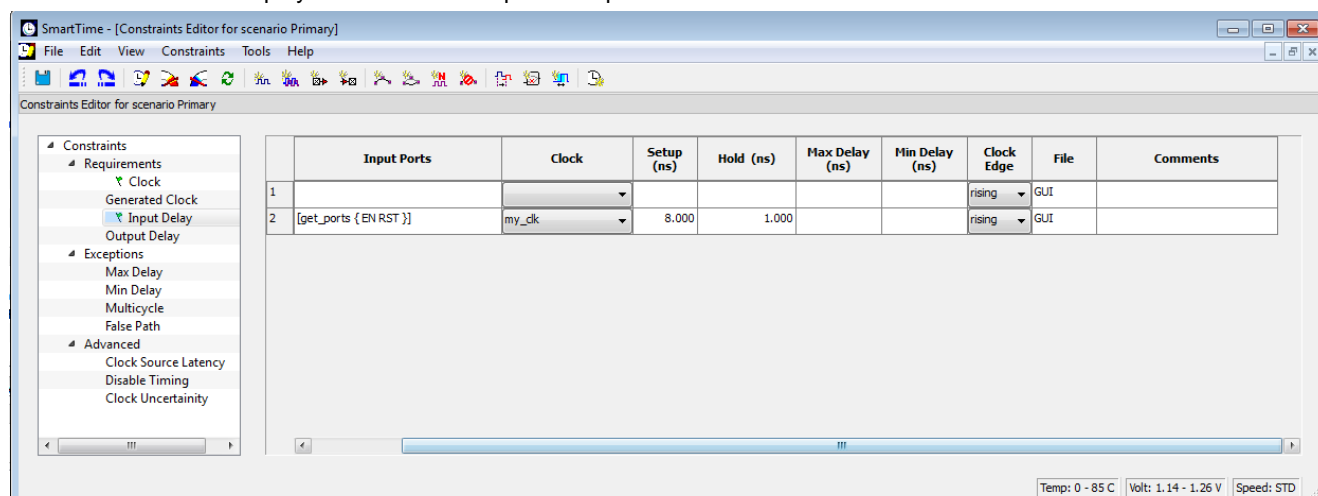 SmartTime - [Constraints Editor for scenario Primary]
File Edit View Constraints Tools Help
Constraints Editor for scenario Primary
Constraints
Requirements
Clock
Generated Clock
Input Delay
Output Delay
Exceptions
Max Delay
Min Delay
Multicycle
False Path
Advanced
Clock Source Latency
Disable Timing
Clock Uncertainity
Input Ports Clock Setup (ns) Hold (ns) Max Delay (ns) Min Delay (ns) Clock Edge File Comments
1 rising GUI
2 [get_ports { EN RST }] my_clk 8.000 1.000 rising GUI
Temp: 0 - 85 C Volt: 1.14 - 1.26 V Speed: STD